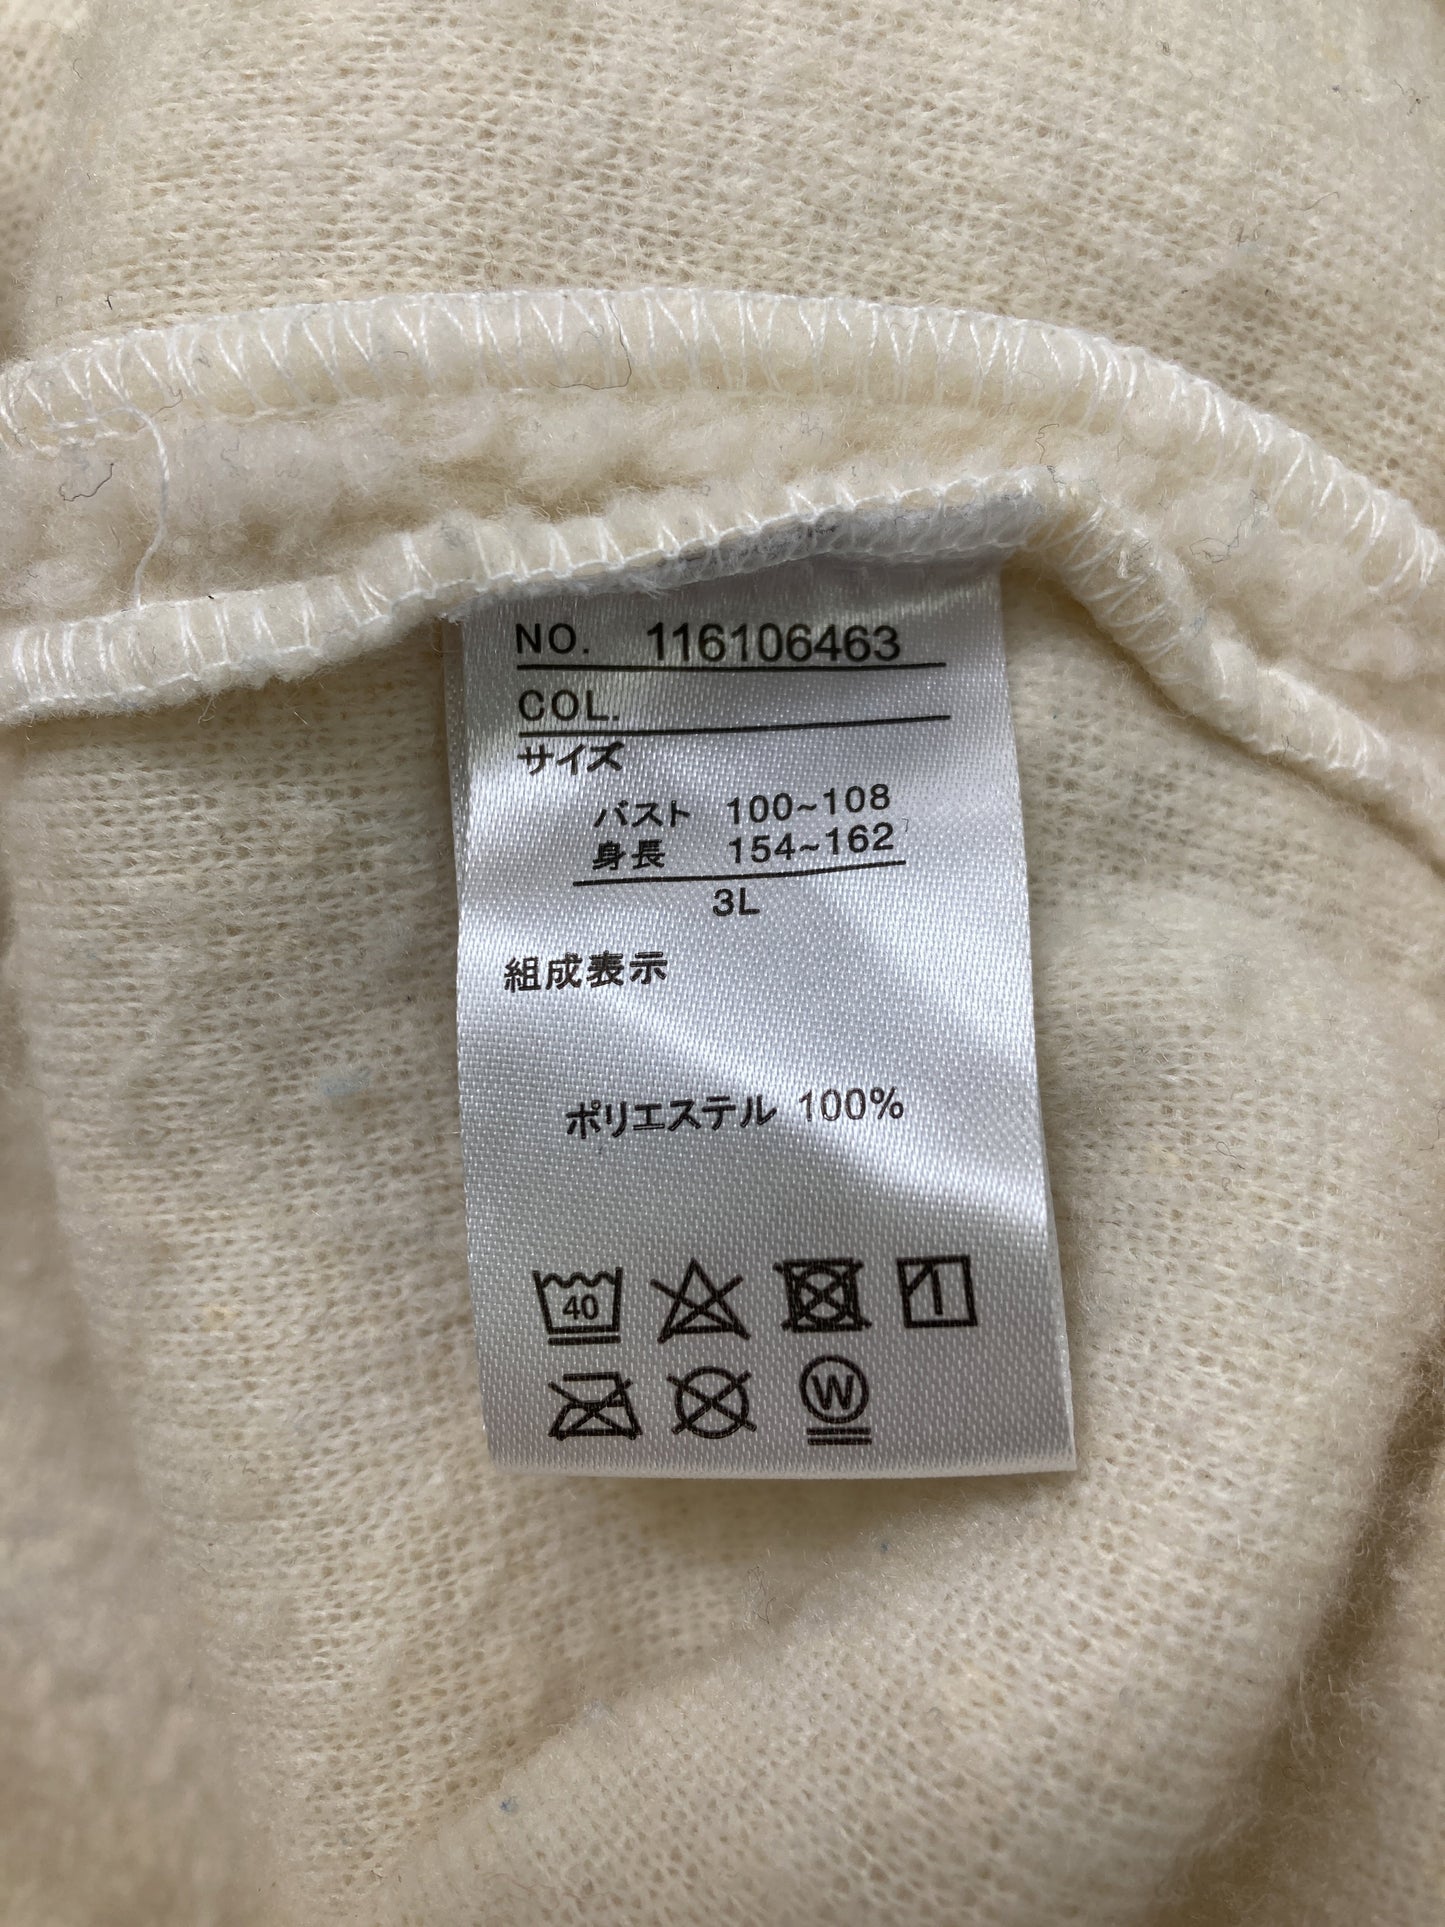 NO. 116106463
COL.
サイズ
バスト 100~108
身長 154~162
3L
組成表示
ポリエステル 100%
40
W